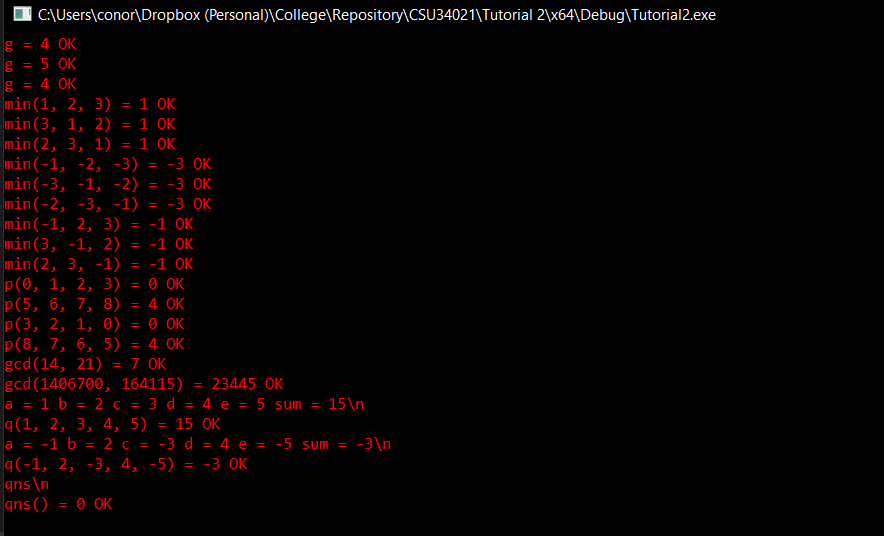 C:\Users\conor\Dropbox (Personal)\College\Repository\CSU34021\Tutorial 2\x64\Debug\Tutorial2.exe
g = 4 OK
g = 5 OK
g = 4 OK
min(1, 2, 3) = 1 OK
min(3, 1, 2) = 1 OK
min(2, 3, 1) = 1 OK
min(-1, -2, -3) = -3 OK
min(-3, -1, -2) = -3 OK
min(-2, -3, -1) = -3 OK
min(-1, 2, 3) = -1 OK
min(3, -1, 2) = -1 OK
min(2, 3, -1) = -1 OK
p(0, 1, 2, 3) = 0 OK
p(5, 6, 7, 8) = 4 OK
p(3, 2, 1, 0) = 0 OK
p(8, 7, 6, 5) = 4 OK
gcd(14, 21) = 7 OK
gcd(1406700, 164115) = 23445 OK
a = 1 b = 2 c = 3 d = 4 e = 5 sum = 15\n
q(1, 2, 3, 4, 5) = 15 OK
a = -1 b = 2 c = -3 d = 4 e = -5 sum = -3\n
q(-1, 2, -3, 4, -5) = -3 OK
qns\n
qns() = 0 OK